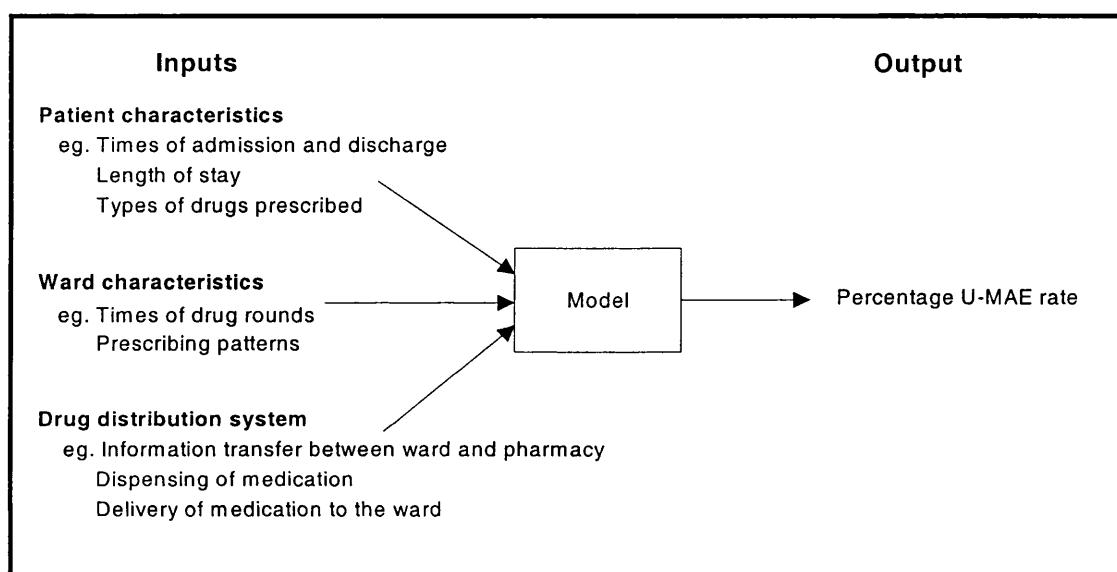 Inputs
Output
Patient characteristics
eg. Times of admission and discharge
Length of stay
Types of drugs prescribed
Ward characteristics
eg. Times of drug rounds
Prescribing patterns
Model
Percentage U-MAE rate
Drug distribution system
eg. Information transfer between ward and pharmacy
Dispensing of medication
Delivery of medication to the ward